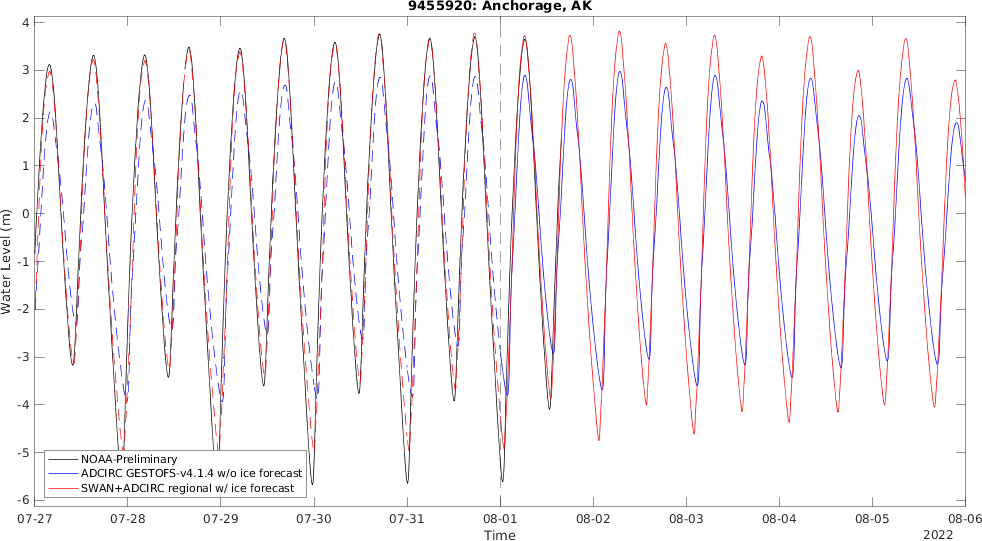 9455920: Anchorage, AK
4
3
2
1
0
-1
-2
-3
-4
-5
-6
Water Level (m)
NOAA-Preliminary
ADCIRC GESTOFS-v4.1.4 w/o ice forecast
SWAN+ADCIRC regional w/ ice forecast
07-27 07-28 07-29 07-30 07-31 08-01 08-02 08-03 08-04 08-05 08-06
Time
2022